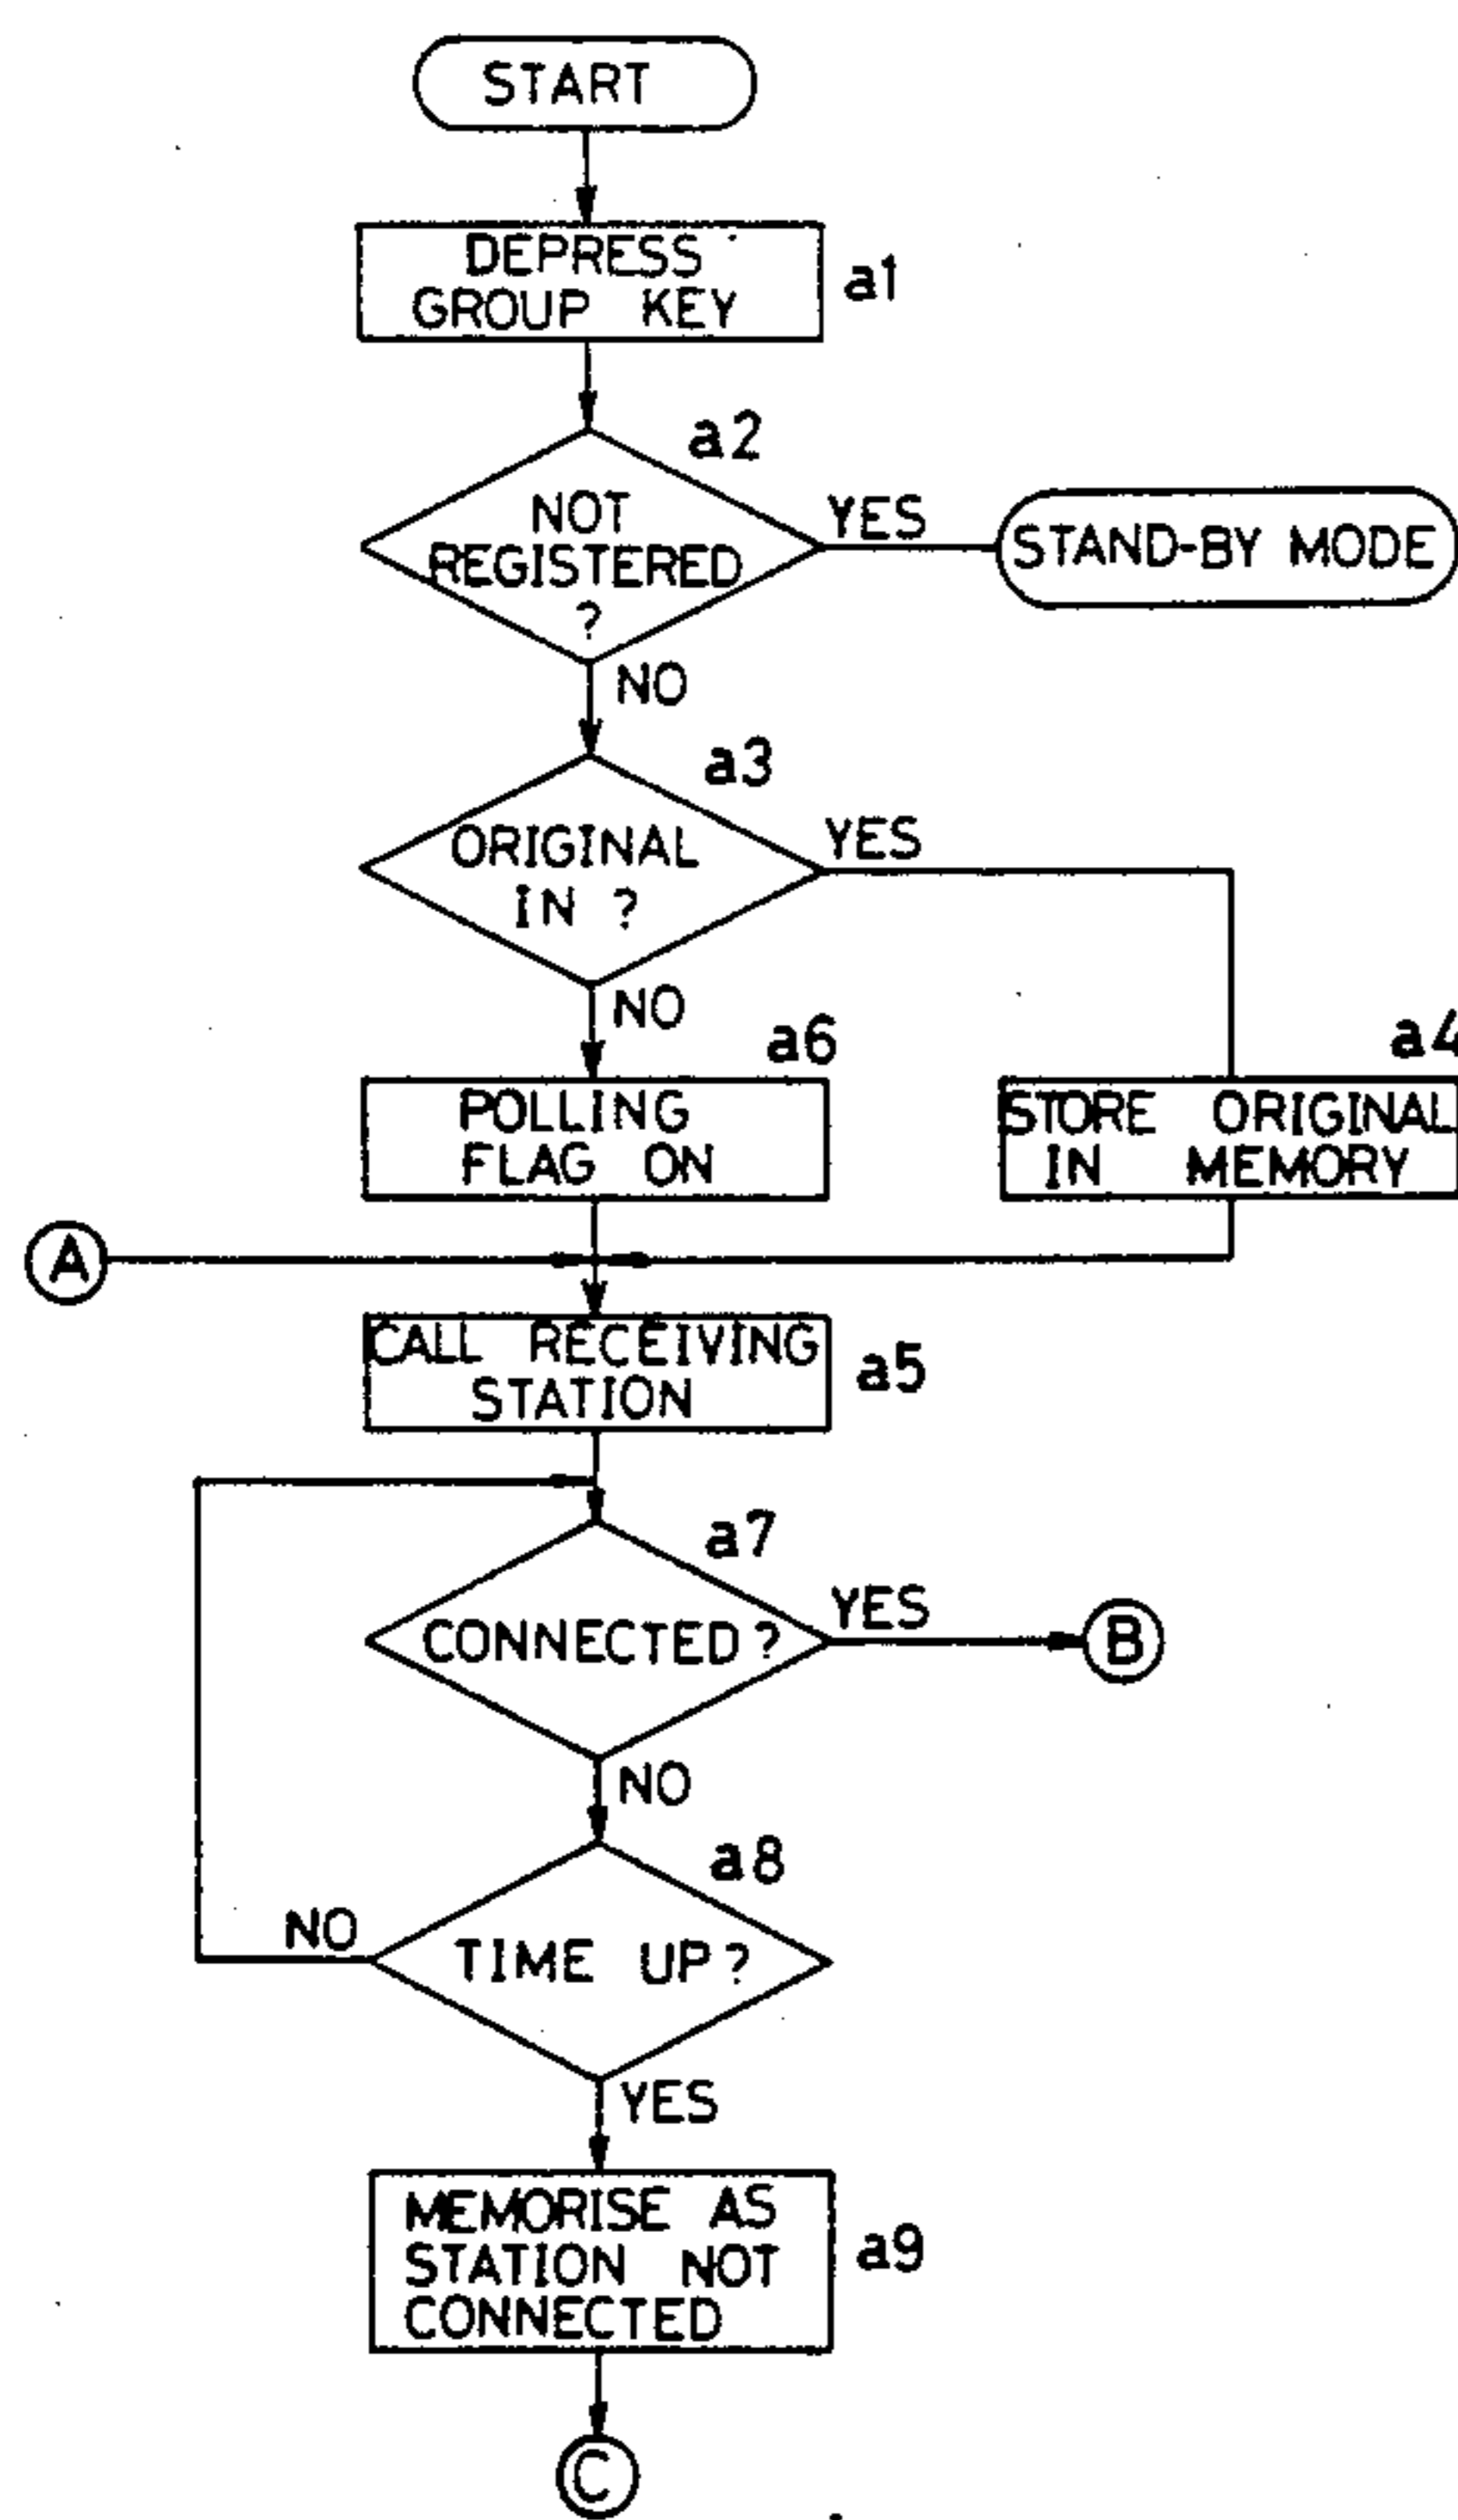 START
DEPRESS
GROUP KEY
a1
a2
NOT
REGISTERED
?
YES
STAND-BY MODE
NO
a3
ORIGINAL
IN ?
YES
NO
a6
a4
POLLING
FLAG ON
STORE ORIGINAL
IN MEMORY
A
CALL RECEIVING
STATION
a5
a7
CONNECTED?
YES
B
NO
a8
NO
TIME UP?
YES
MEMORISE AS
STATION NOT
CONNECTED
a9
C